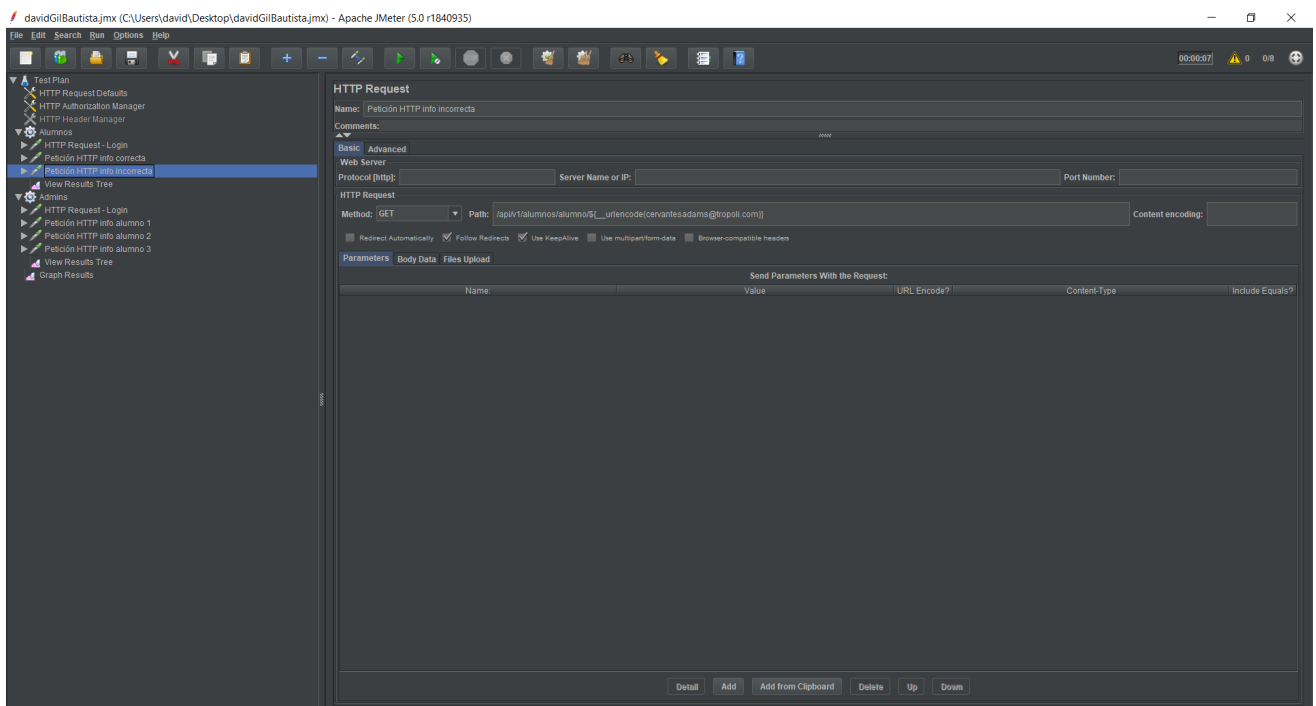 davidGilBautista.jmx (C:\Users\david\Desktop\davidGilBautista.jmx) - Apache JMeter (5.0 r1840935)
File Edit Search Run Options Help
00:00:07 0 0/8
Test Plan
HTTP Request Defaults
HTTP Authorization Manager
HTTP Header Manager
Alumnos
HTTP Request - Login
Petición HTTP info correcta
Petición HTTP info incorrecta
View Results Tree
Admins
HTTP Request - Login
Petición HTTP info alumno 1
Petición HTTP info alumno 2
Petición HTTP info alumno 3
View Results Tree
Graph Results
HTTP Request
Name: Petición HTTP info incorrecta
Comments:
Basic Advanced
Web Server
Protocol [http]: Server Name or IP: Port Number:
HTTP Request
Method: GET Path: /api/v1/alumnos/alumno/${__urlencode(cervantesadams@tropoli.com)} Content encoding:
Redirect Automatically Follow Redirects Use KeepAlive Use multipart/form-data Browser-compatible headers
Parameters Body Data Files Upload
Send Parameters With the Request:
Name: Value URL Encode? Content-Type Include Equals?
Detail Add Add from Clipboard Delete Up Down